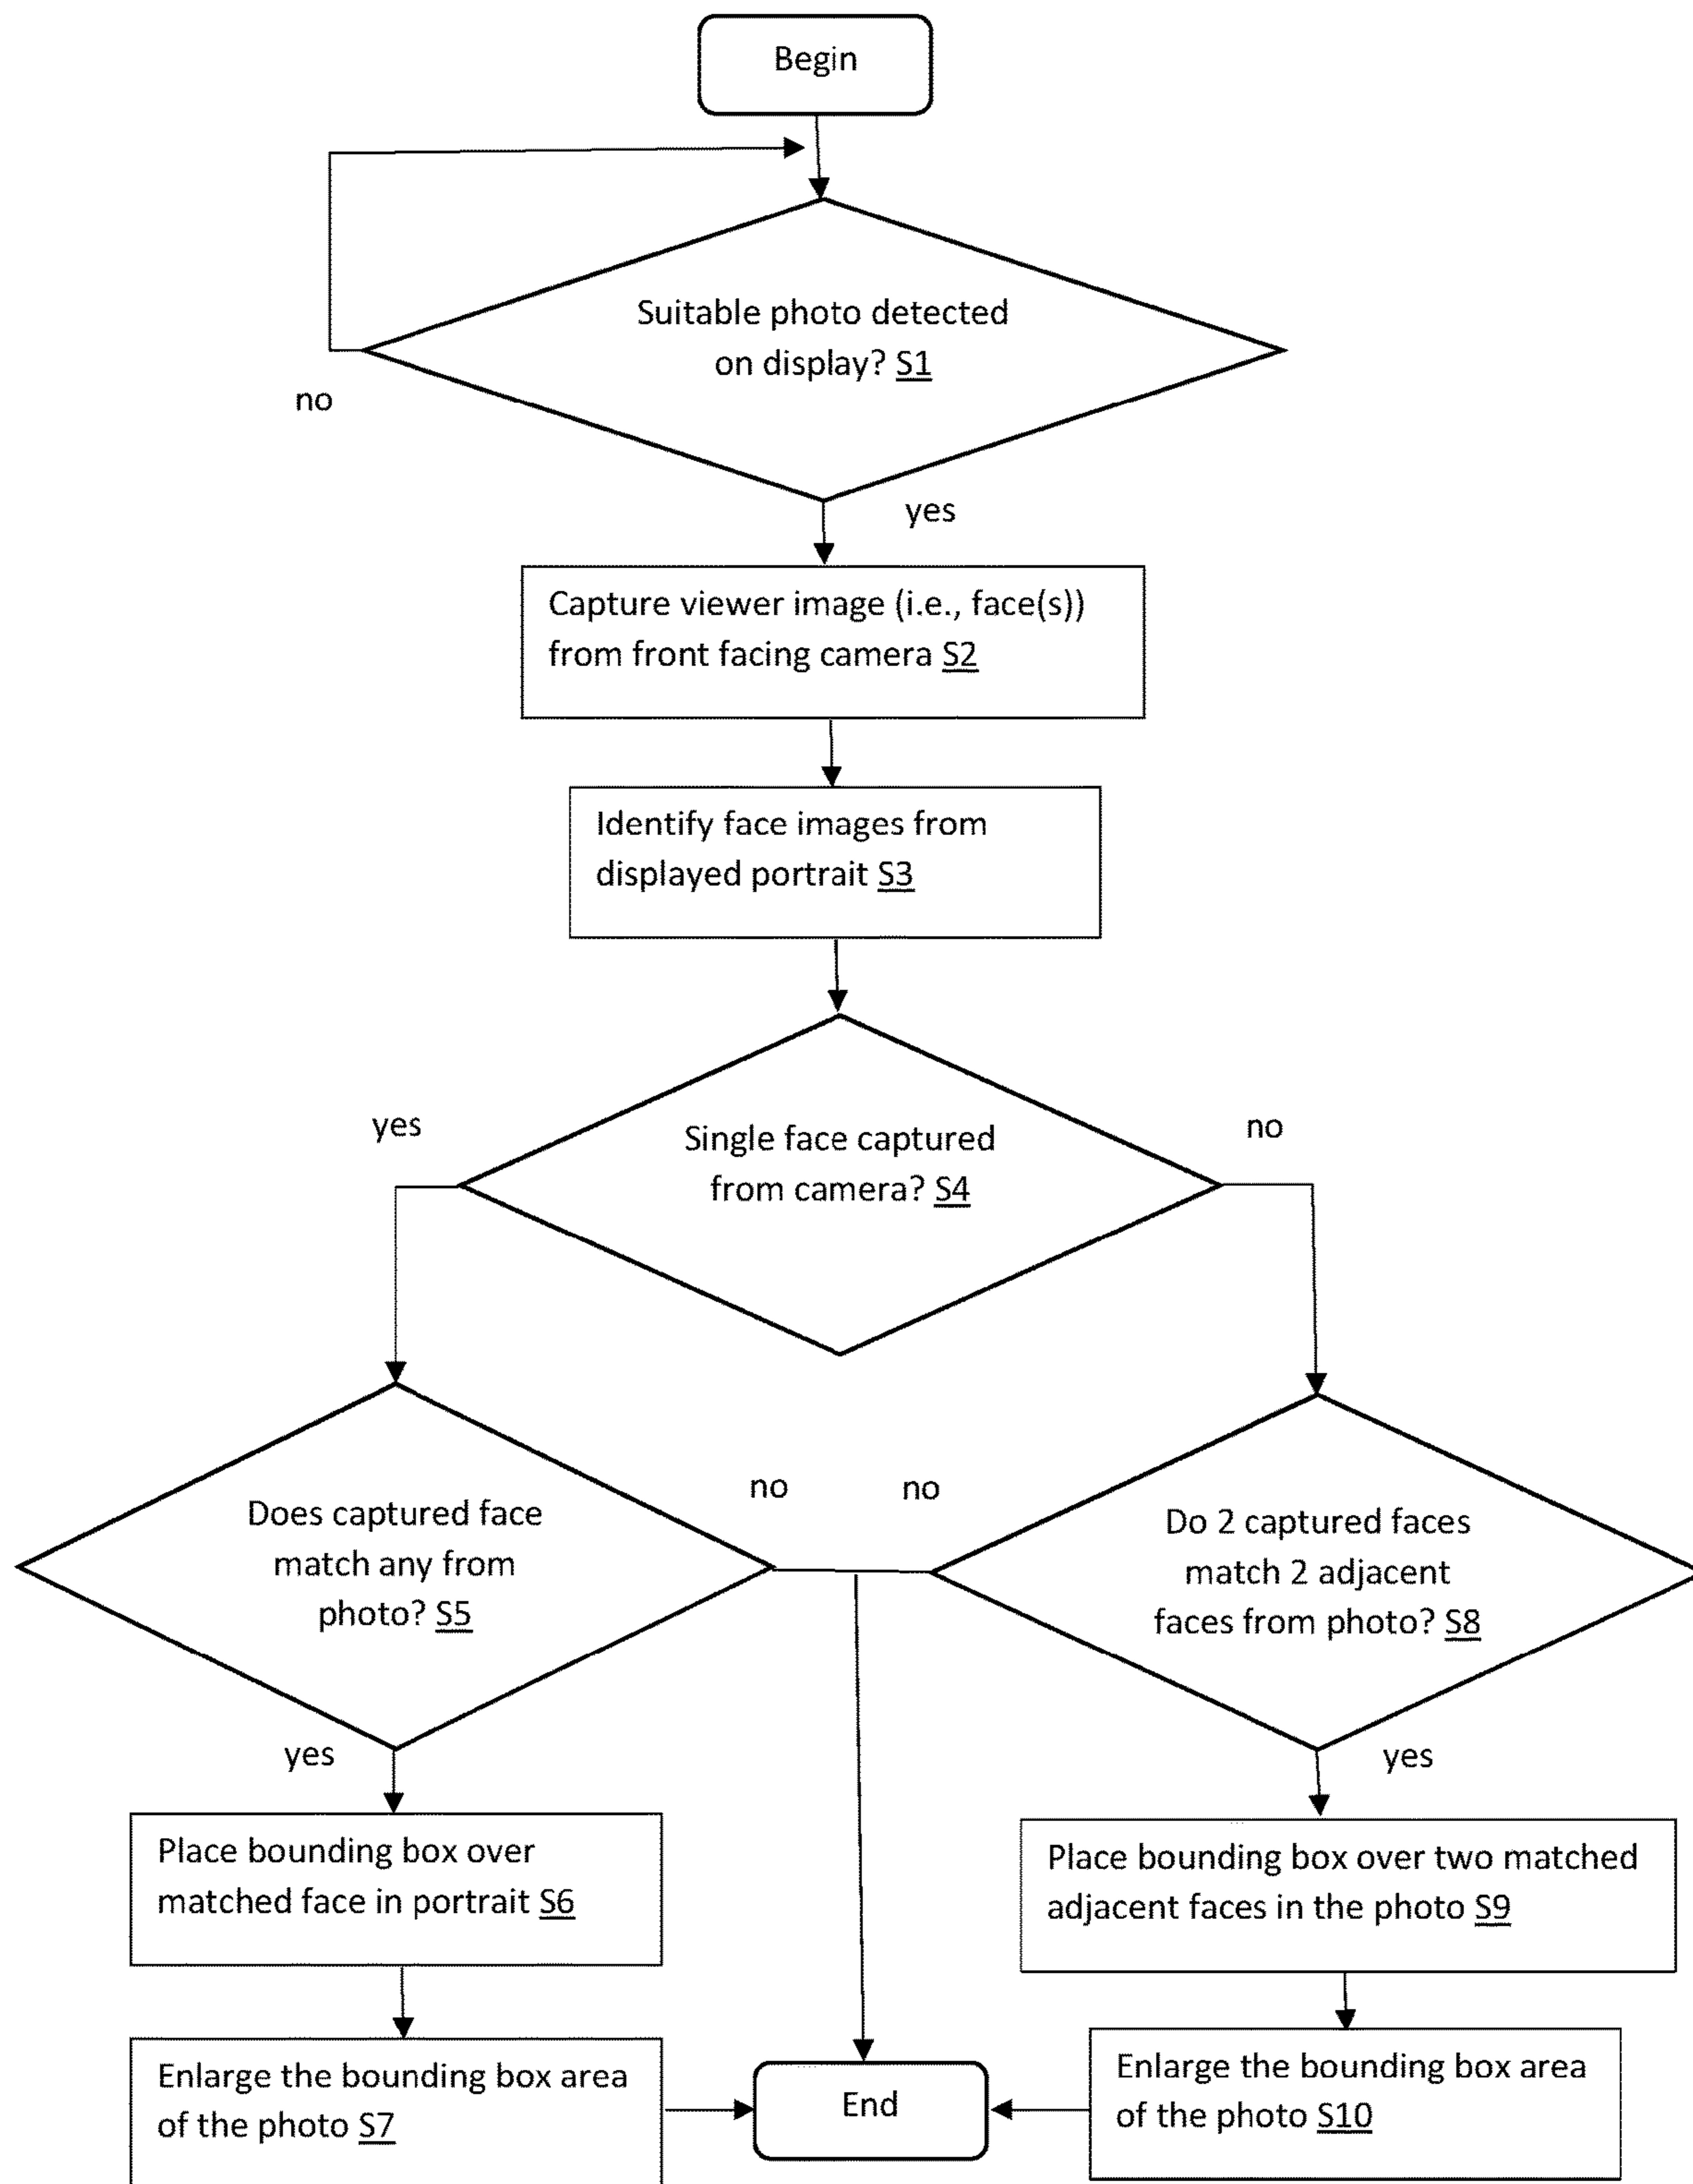 Begin
Suitable photo detected
on display? S1
no
yes
Capture viewer image (i.e., face(s))
from front facing camera S2
Identify face images from
displayed portrait S3
yes
no
Single face captured
from camera? S4
no
no
Does captured face
match any from
photo? S5
Do 2 captured faces
match 2 adjacent
faces from photo? S8
yes
yes
Place bounding box over
matched face in portrait S6
Place bounding box over two matched
adjacent faces in the photo S9
Enlarge the bounding box area
of the photo S7
End
Enlarge the bounding box area
of the photo S10